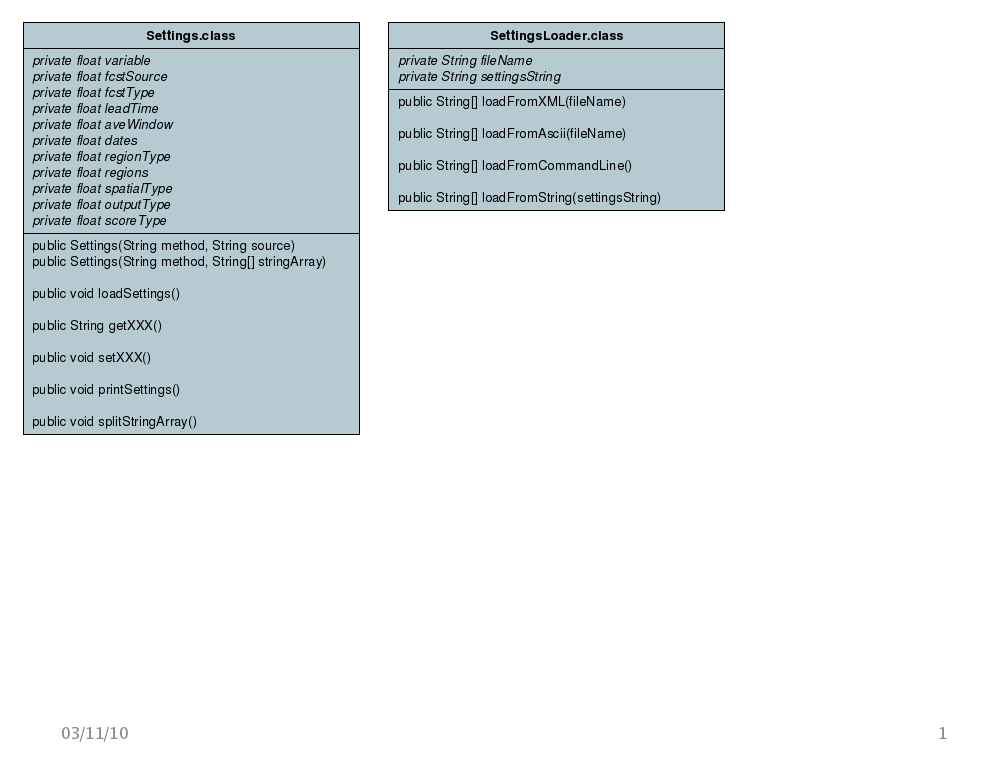 Settings.class
private float variable
private float fcstSource
private float fcstType
private float leadTime
private float aveWindow
private float dates
private float regionType
private float regions
private float spatialType
private float outputType
private float scoreType
public Settings(String method, String source)
public Settings(String method, String[] stringArray)
public void loadSettings()
public String getXXX()
public void setXXX()
public void printSettings()
public void splitStringArray()
SettingsLoader.class
private String fileName
private String settingsString
public String[] loadFromXML(fileName)
public String[] loadFromAscii(fileName)
public String[] loadFromCommandLine()
public String[] loadFromString(settingsString)
03/11/10
1